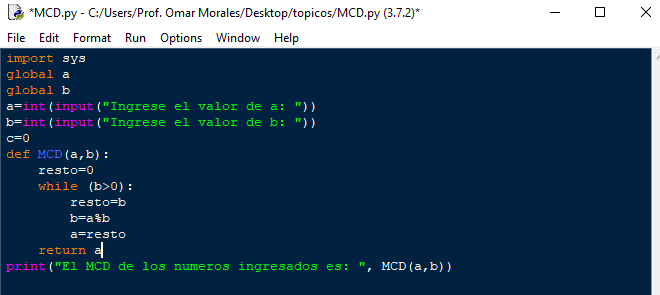 *MCD.py - C:/Users/Prof. Omar Morales/Desktop/topicos/MCD.py (3.7.2)*
File Edit Format Run Options Window Help
import sys
global a
global b
a=int(input("Ingrese el valor de a: "))
b=int(input("Ingrese el valor de b: "))
c=0
def MCD(a,b):
    resto=0
    while (b>0):
        resto=b
        b=a%b
        a=resto
    return a
print("El MCD de los numeros ingresados es: ", MCD(a,b))